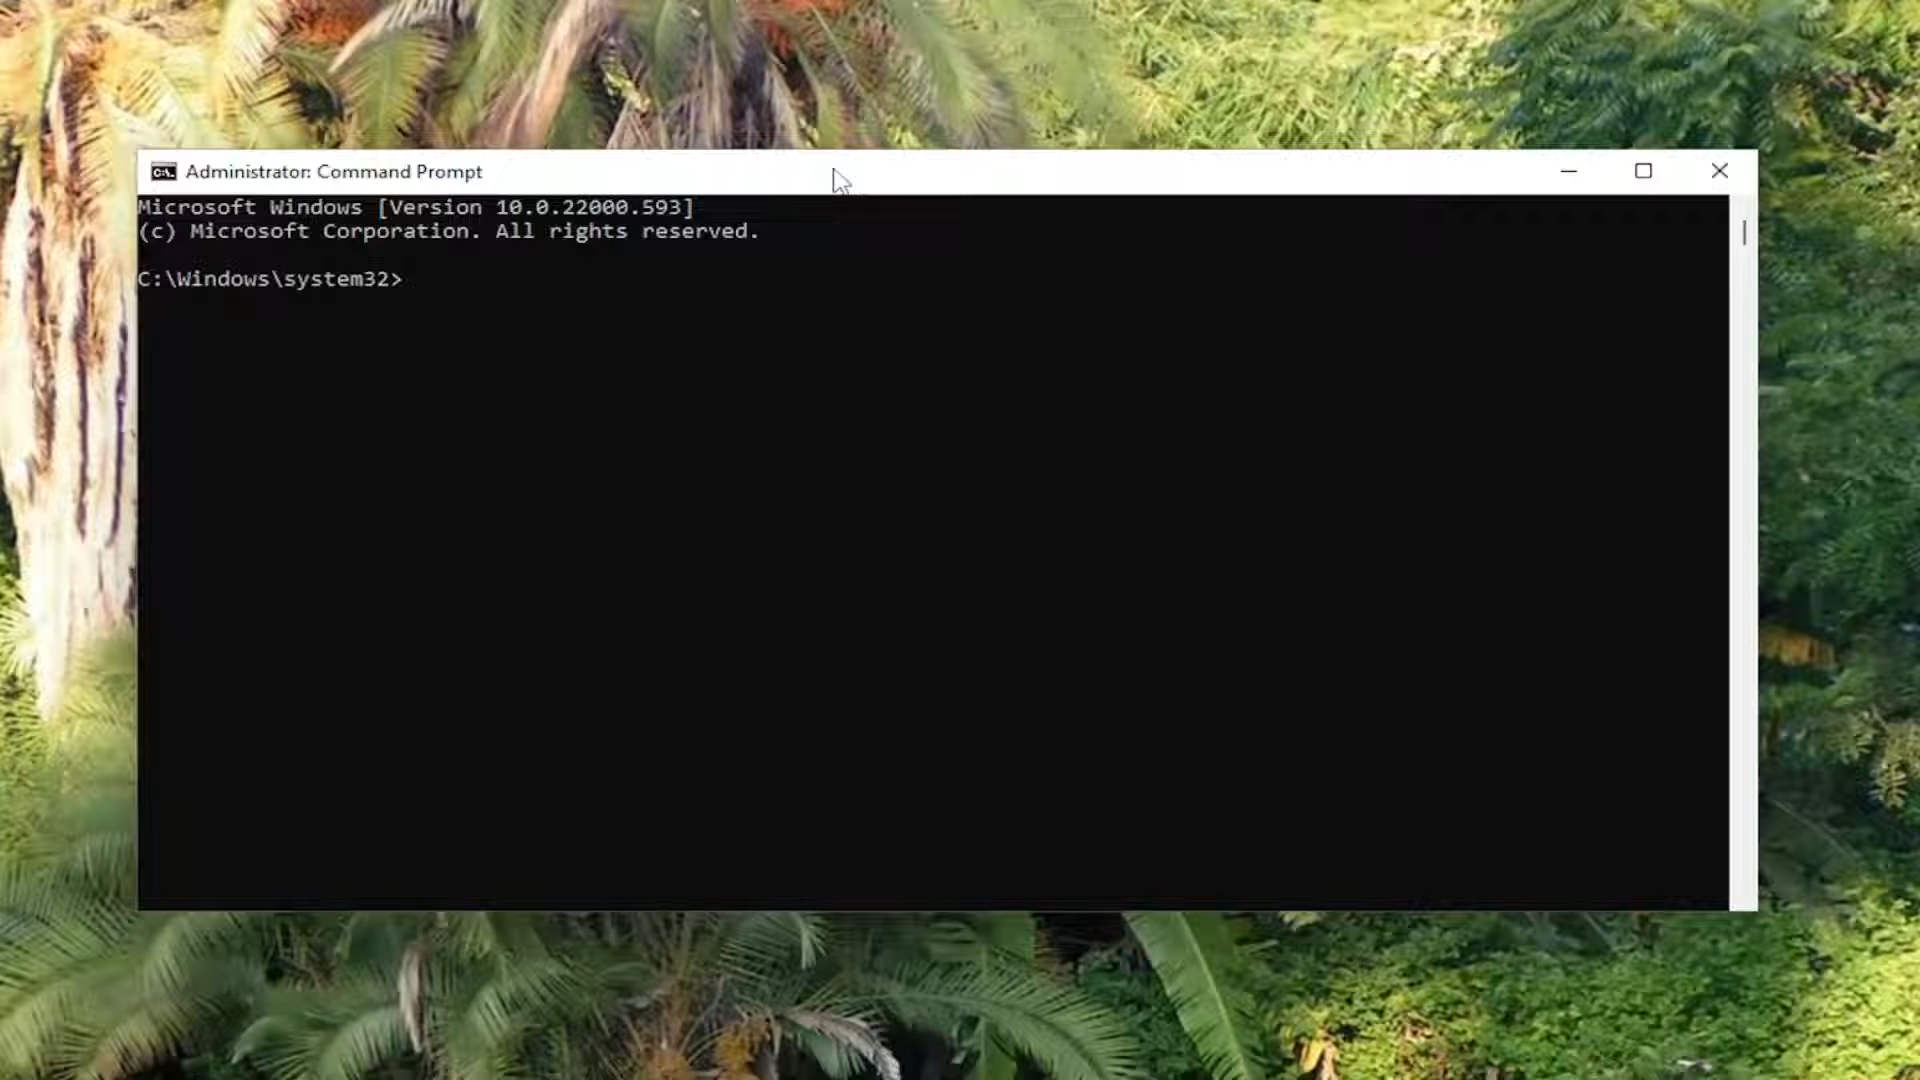 Administrator: Command Prompt
Microsoft Windows [Version 10.0.22000.593]
(c) Microsoft Corporation. All rights reserved.
C:\Windows\system32>